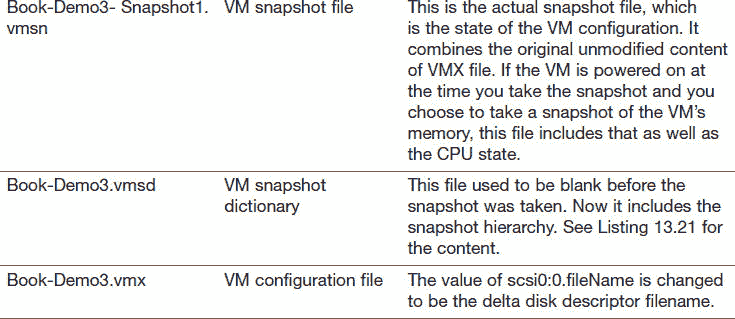 Book-Demo3- Snapshot1. VM snapshot file This is the actual snapshot file, which
vmsn is the state of the VM configuration. It
combines the original unmodified content
of VMX file. If the VM is powered on at
the time you take the snapshot and you
choose to take a snapshot of the VM's
memory, this file includes that as well as
the CPU state.
Book-Demo3.vmsd VM snapshot This file used to be blank before the
dictionary snapshot was taken. Now it includes the
snapshot hierarchy. See Listing 13.21 for
the content.
Book-Demo3.vmx VM configuration file The value of scsi0:0.fileName is changed
to be the delta disk descriptor filename.